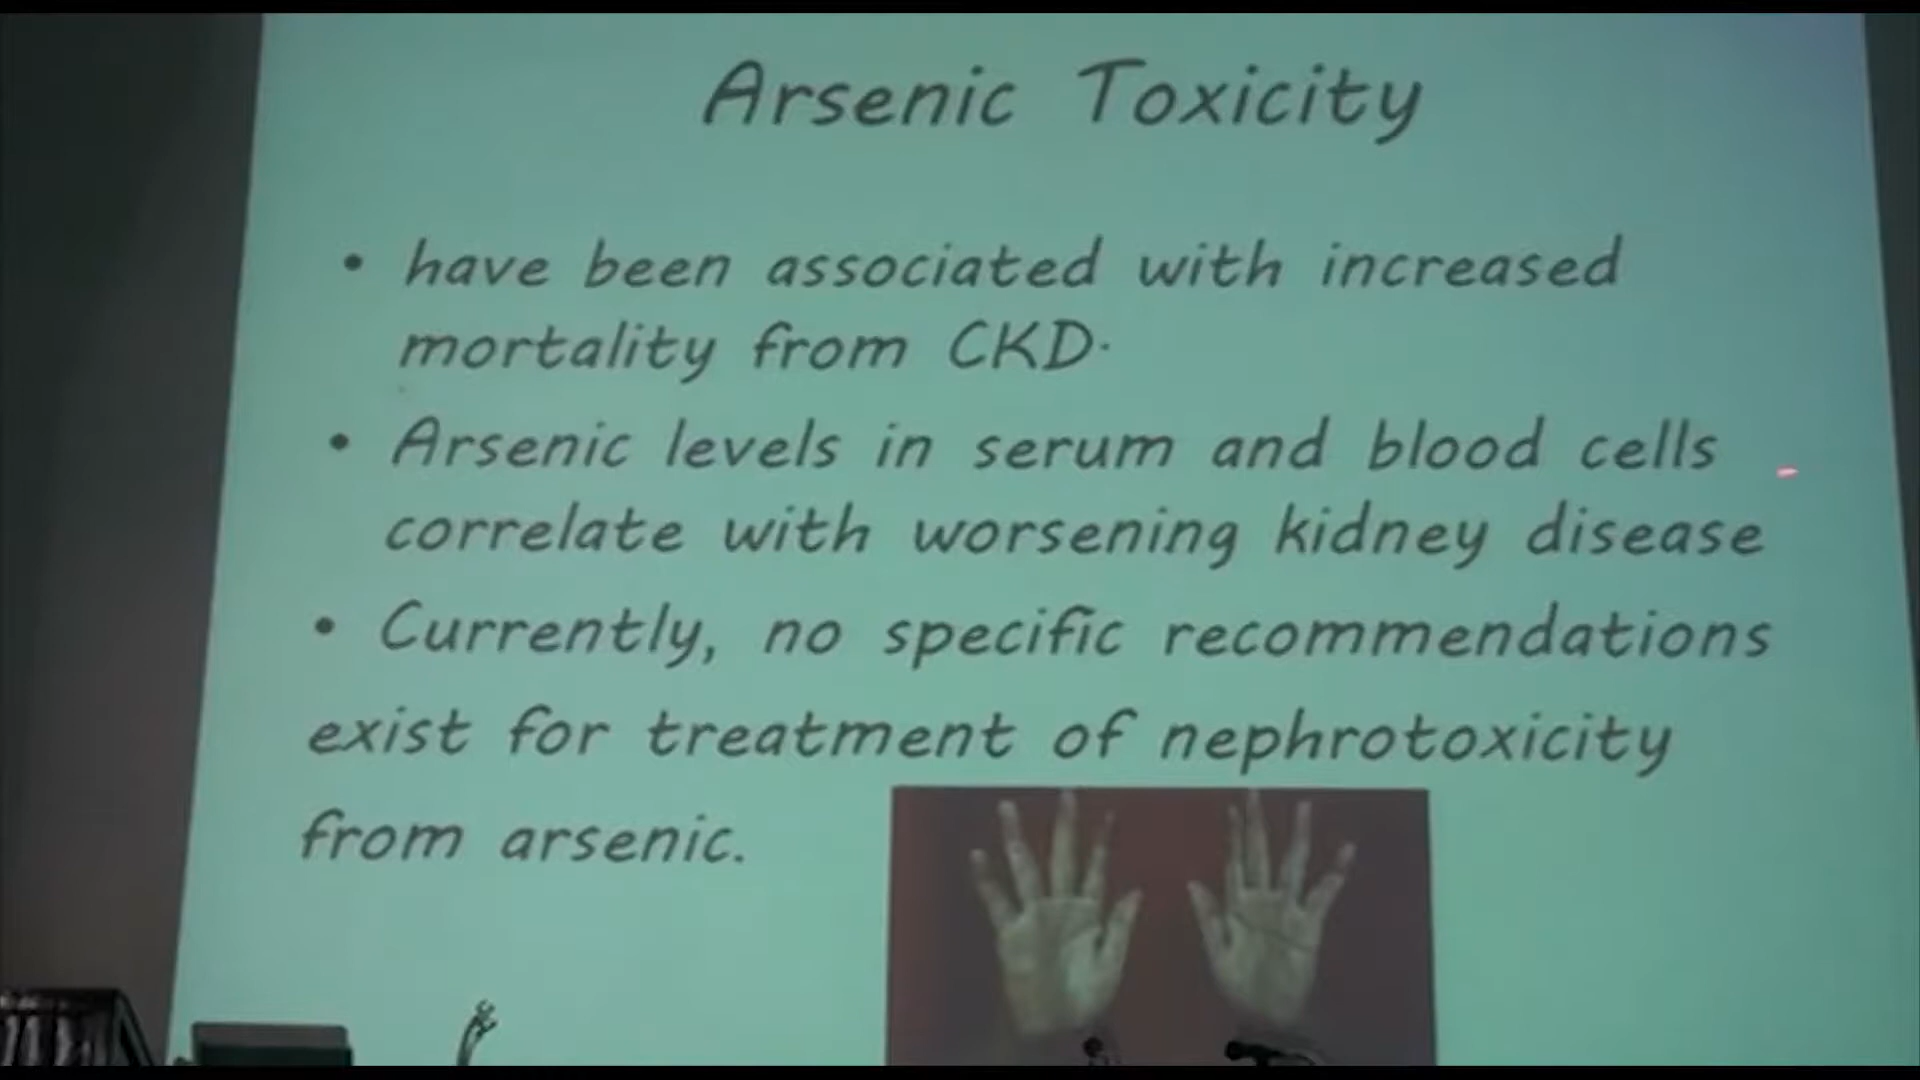 Arsenic Toxicity
• have been associated with increased
mortality from CKD.
• Arsenic levels in serum and blood cells
correlate with worsening kidney disease
• Currently, no specific recommendations
exist for treatment of nephrotoxicity
from arsenic.